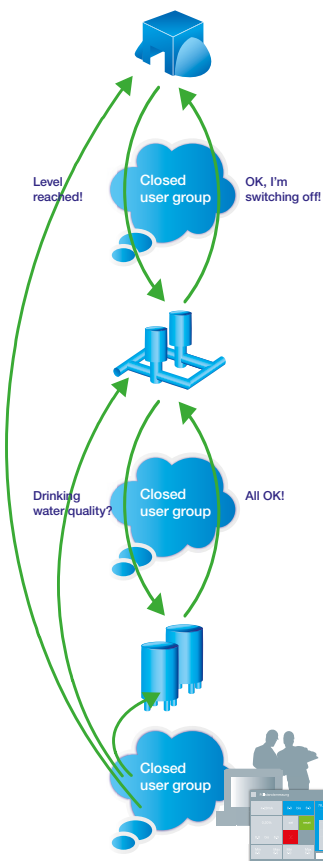 Level
reached!
Closed
user group
OK, I'm
switching off!
Drinking
water quality?
Closed
user group
All OK!
Closed
user group